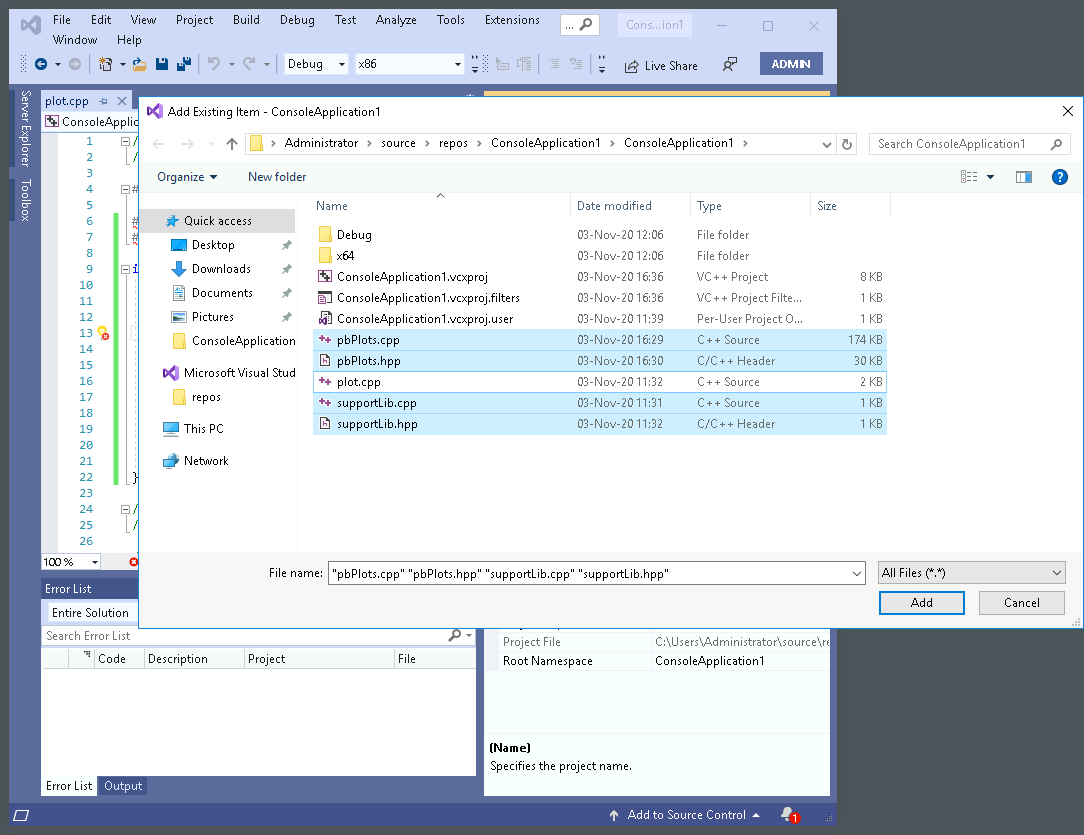 File Edit View Project Build Debug Test Analyze Tools Extensions ... Cons...ion1
Window Help
Debug x86 Live Share ADMIN
Server Explorer
Toolbox
plot.cpp
ConsoleApplic
Add Existing Item - ConsoleApplication1
Administrator > source > repos > ConsoleApplication1 > ConsoleApplication1 >
Search ConsoleApplication1
Organize New folder
Quick access
Desktop
Downloads
Documents
Pictures
ConsoleApplication
Microsoft Visual Stud
repos
This PC
Network
Name Date modified Type Size
Debug 03-Nov-20 12:06 File folder
x64 03-Nov-20 12:06 File folder
ConsoleApplication1.vcxproj 03-Nov-20 16:36 VC++ Project 8 KB
ConsoleApplication1.vcxproj.filters 03-Nov-20 16:36 VC++ Project Filte... 1 KB
ConsoleApplication1.vcxproj.user 03-Nov-20 11:39 Per-User Project O... 1 KB
pbPlots.cpp 03-Nov-20 16:29 C++ Source 174 KB
pbPlots.hpp 03-Nov-20 16:30 C/C++ Header 30 KB
plot.cpp 03-Nov-20 11:32 C++ Source 2 KB
supportLib.cpp 03-Nov-20 11:31 C++ Source 1 KB
supportLib.hpp 03-Nov-20 11:32 C/C++ Header 1 KB
File name: "pbPlots.cpp" "pbPlots.hpp" "supportLib.cpp" "supportLib.hpp" All Files (*.*)
Add Cancel
1
2
3
4
5
6
7
8
9
10
11
12
13
14
15
16
17
18
19
20
21
22
23
24
25
26
100 %
Error List
Entire Solution
Search Error List
Code Description Project File
Error List Output
Project File C:\Users\Administrator\source\re
Root Namespace ConsoleApplication1
(Name)
Specifies the project name.
Add to Source Control 1